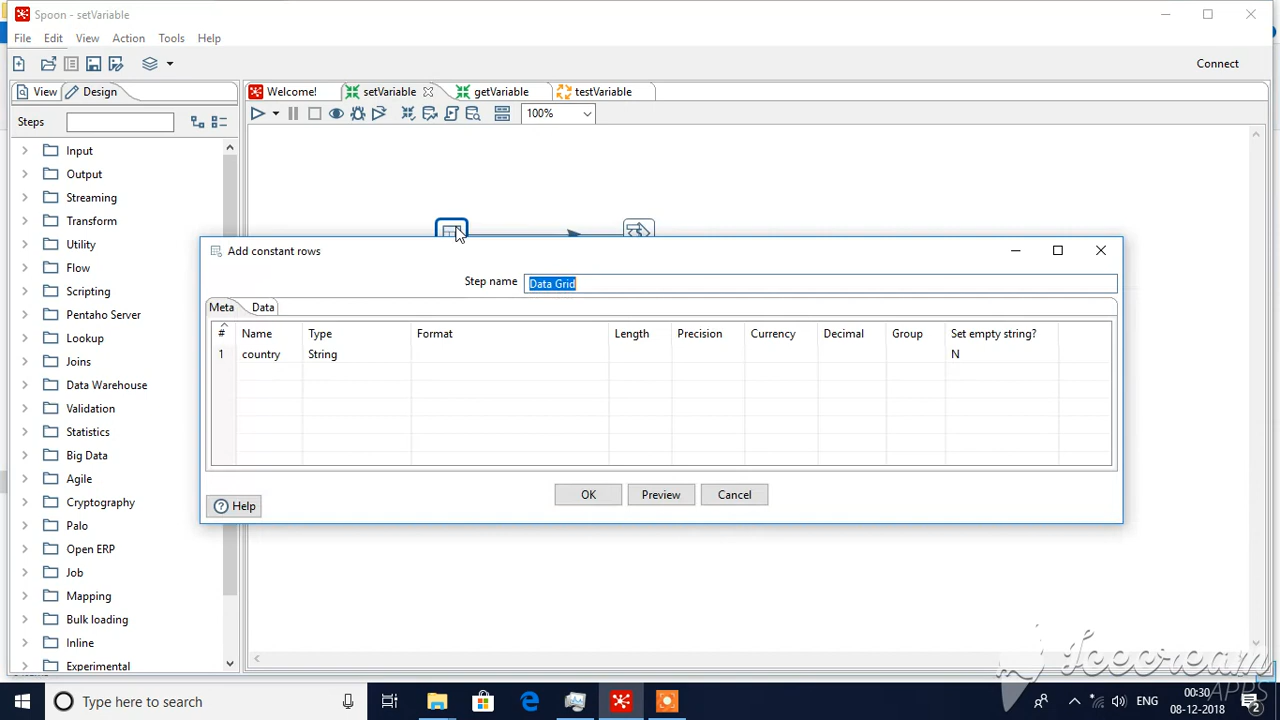 Spoon - setVariable
File Edit View Action Tools Help
Connect
View Design
Welcome! setVariable getVariable testVariable
Steps
100%
Input
Output
Streaming
Transform
Utility
Flow
Scripting
Pentaho Server
Lookup
Joins
Data Warehouse
Validation
Statistics
Big Data
Agile
Cryptography
Palo
Open ERP
Job
Mapping
Bulk loading
Inline
Experimental
Add constant rows
Step name Data Grid
Meta Data
# Name Type Format Length Precision Currency Decimal Group Set empty string?
1 country String N
OK Preview Cancel
Help
Icecream
APPS
Type here to search
ENG
00:30
08-12-2018
2